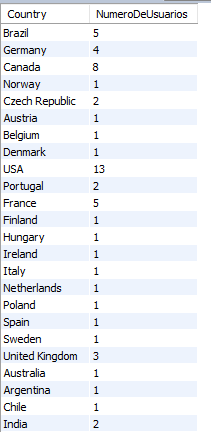 Country NumeroDeUsuarios
Brazil 5
Germany 4
Canada 8
Norway 1
Czech Republic 2
Austria 1
Belgium 1
Denmark 1
USA 13
Portugal 2
France 5
Finland 1
Hungary 1
Ireland 1
Italy 1
Netherlands 1
Poland 1
Spain 1
Sweden 1
United Kingdom 3
Australia 1
Argentina 1
Chile 1
India 2